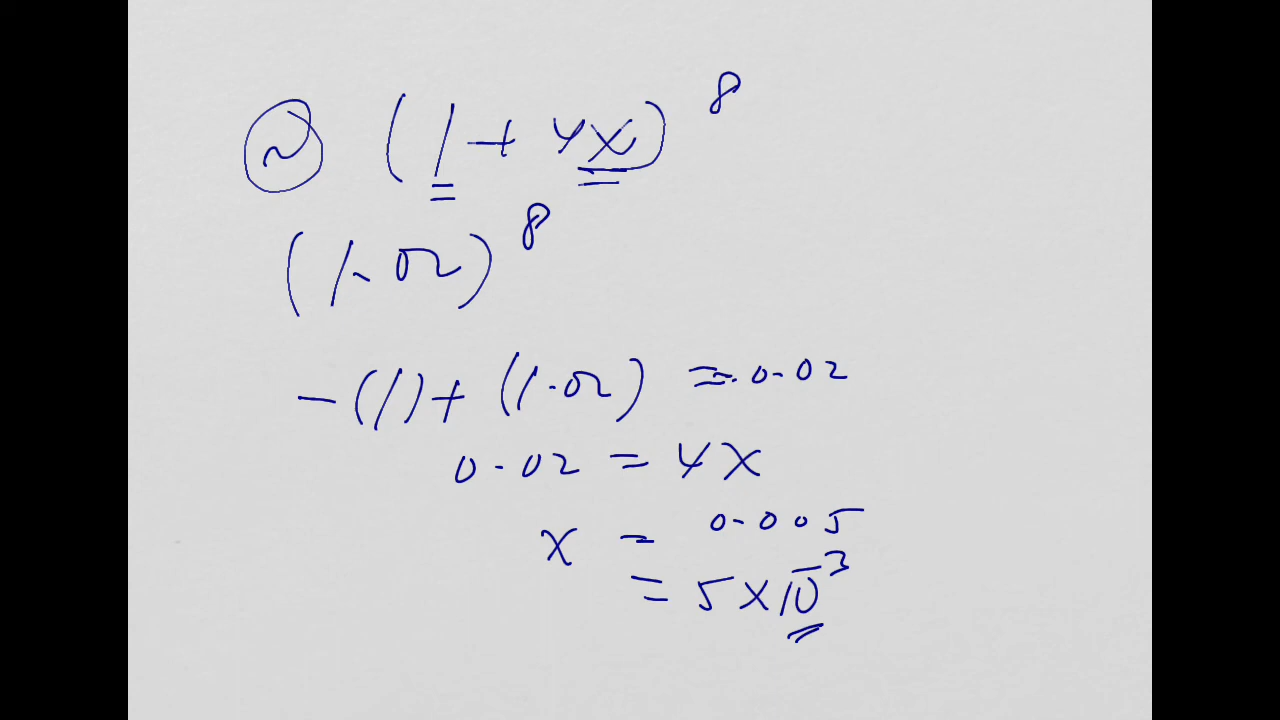 (1 + 4x)^8
(1.02)^8
-(1) + (1.02) = 0.02
0.02 = 4x
x = 0.005
= 5 × 10^-3